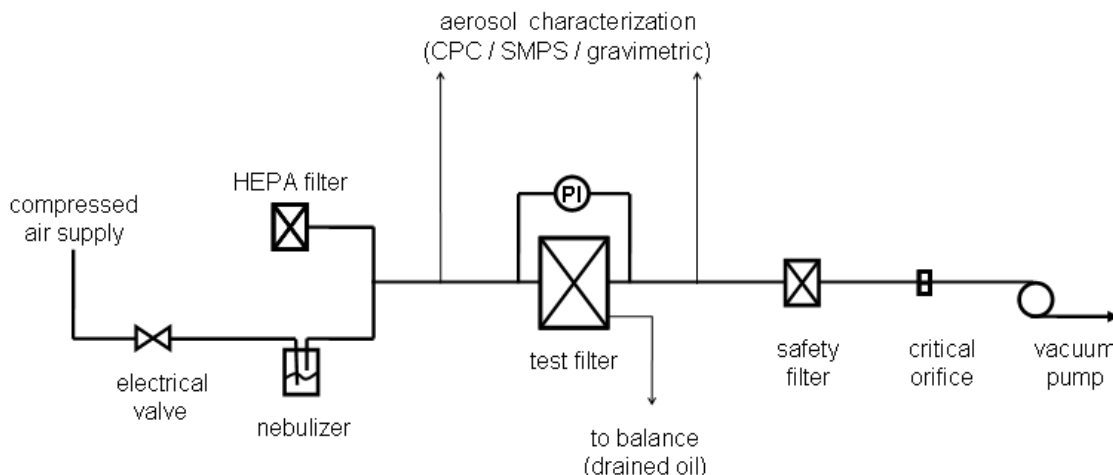 aerosol characterization
(CPC / SMPS / gravimetric)
HEPA filter
PI
compressed
air supply
electrical
valve
nebulizer
test filter
safety
filter
critical
orifice
vacuum
pump
to balance
(drained oil)